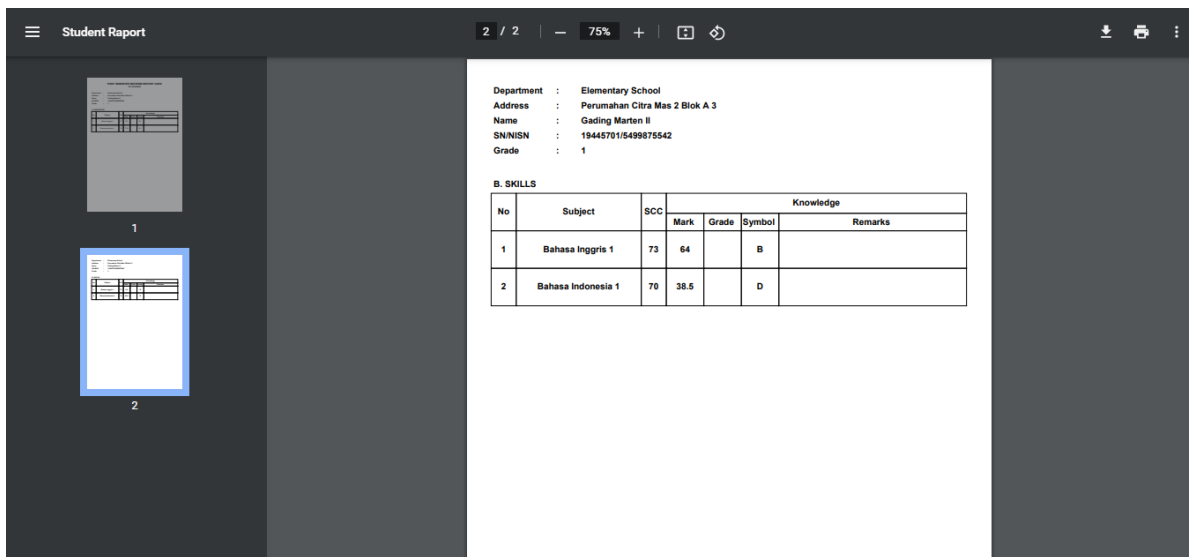 Student Raport
2 / 2
75%
1
2
Department : Elementary School
Address : Perumahan Citra Mas 2 Blok A 3
Name : Gading Marten II
SN/NISN : 19445701/5499875542
Grade : 1
B. SKILLS
No Subject SCC Knowledge
Mark Grade Symbol Remarks
1 Bahasa Inggris 1 73 64 B
2 Bahasa Indonesia 1 70 38.5 D